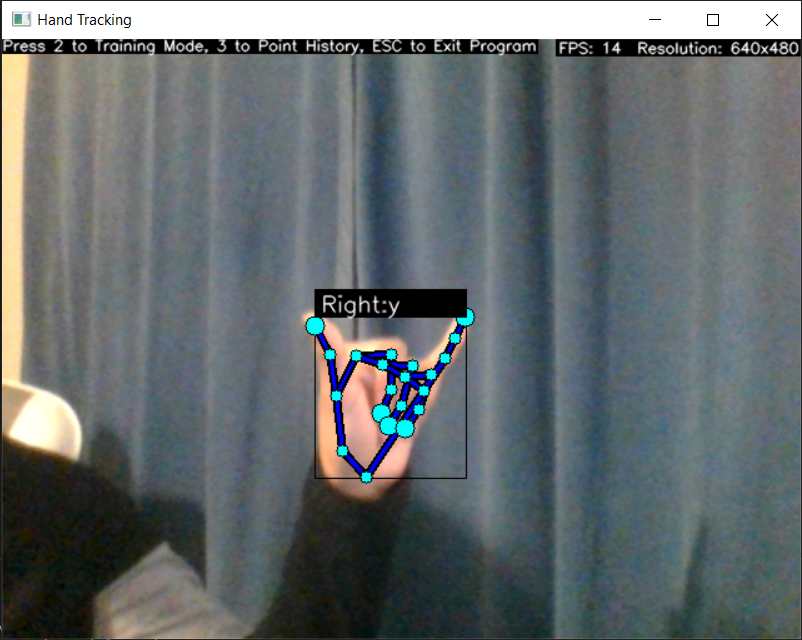 Hand Tracking
Press 2 to Training Mode, 3 to Point History, ESC to Exit Program
FPS: 14 Resolution: 640x480
Right:y